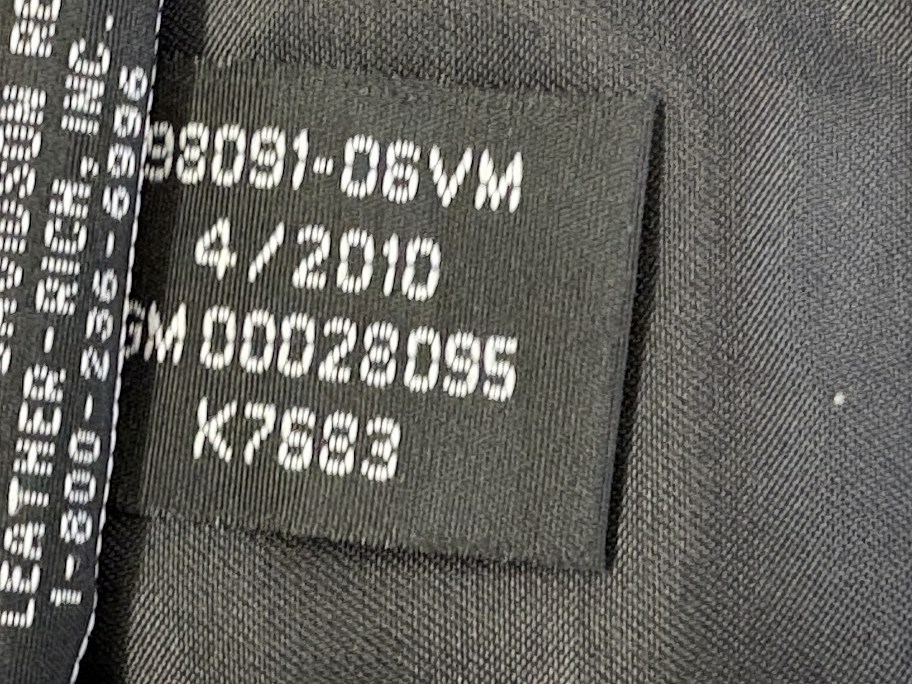 98091-06VM
4/2010
GM 00028095
K7883
LEATHER-RICH, INC.
1-800-236-6996